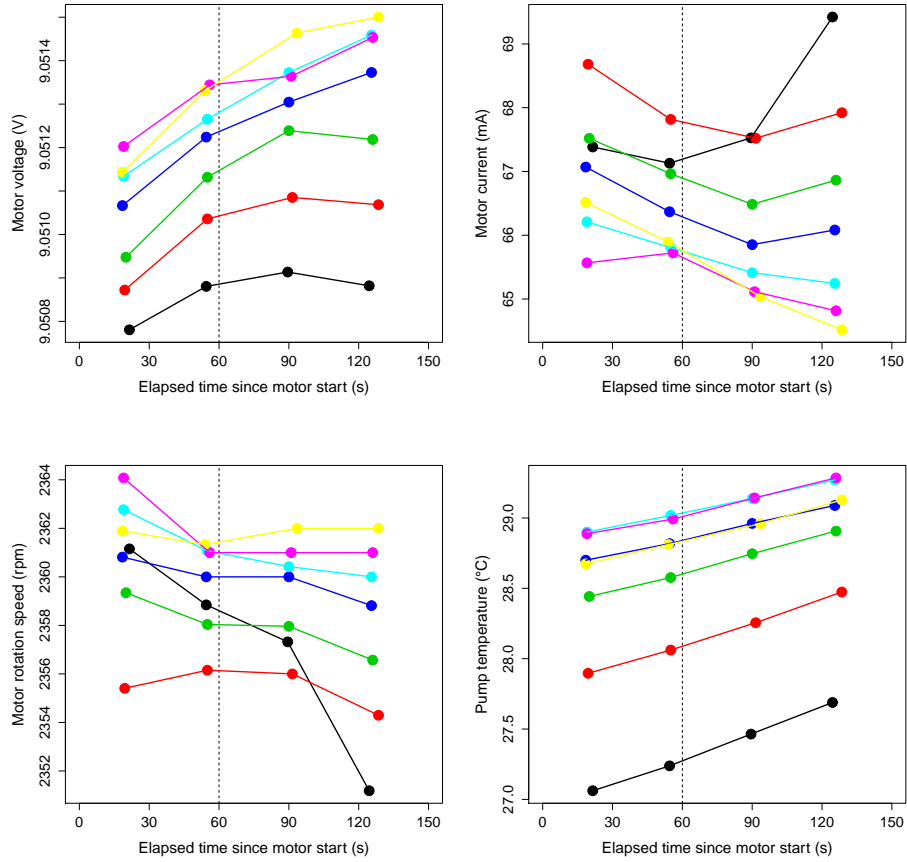 Motor voltage (V)
9.0514
9.0512
9.0510
9.0508
0 30 60 90 120 150
Elapsed time since motor start (s)
Motor current (mA)
69
68
67
66
65
0 30 60 90 120 150
Elapsed time since motor start (s)
Motor rotation speed (rpm)
2364
2362
2360
2358
2356
2354
2352
0 30 60 90 120 150
Elapsed time since motor start (s)
Pump temperature (°C)
29.0
28.5
28.0
27.5
27.0
0 30 60 90 120 150
Elapsed time since motor start (s)